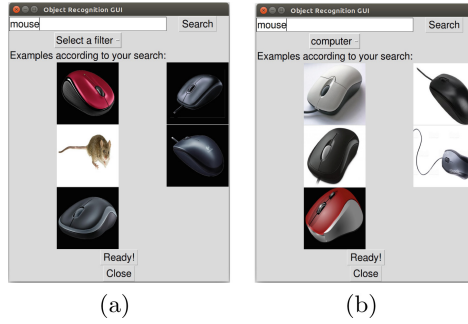 Object Recognition GUI
mouse Search
Select a filter
Examples according to your search:
Ready!
Close
(a)
Object Recognition GUI
mouse Search
computer
Examples according to your search:
Ready!
Close
(b)